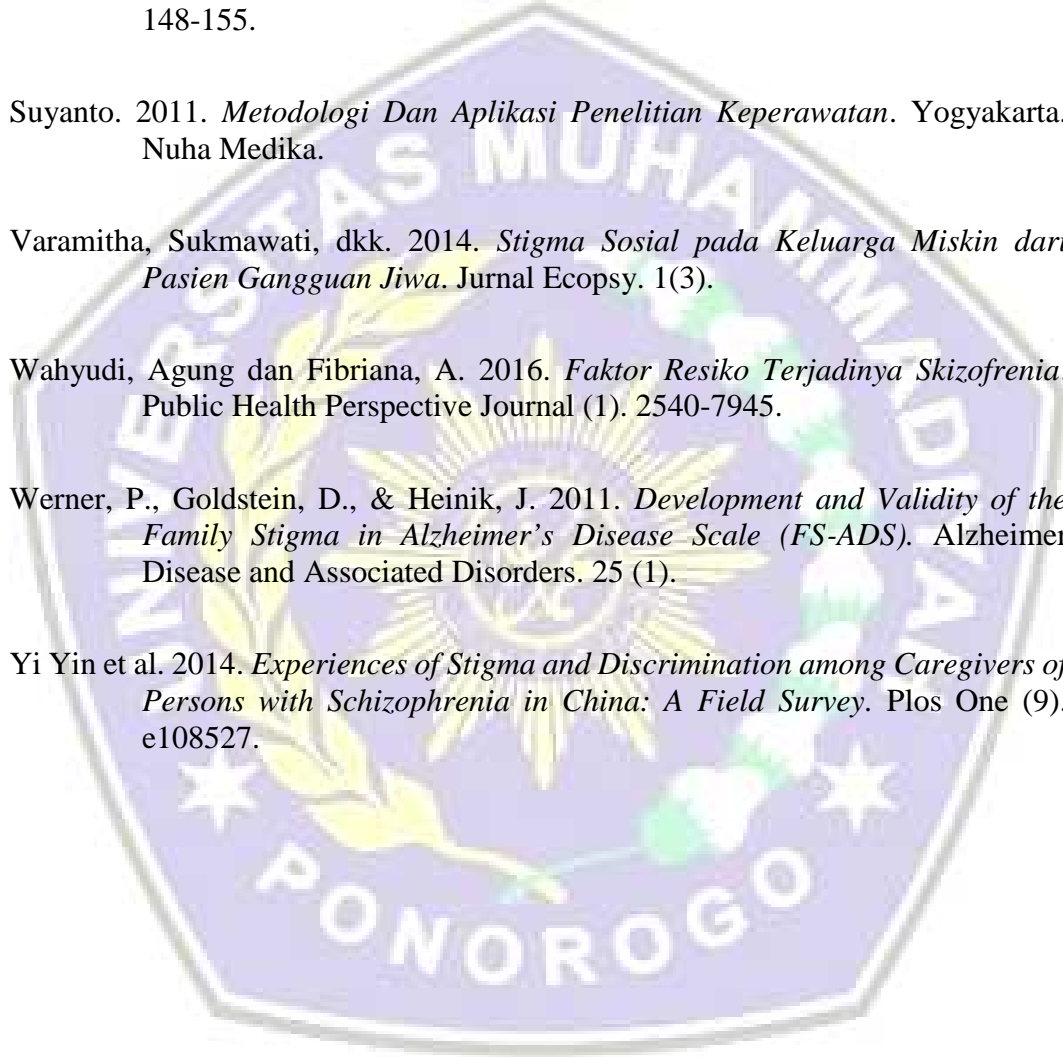 148-155.
Suyanto. 2011. Metodologi Dan Aplikasi Penelitian Keperawatan. Yogyakarta.
Nuha Medika.
Varamitha, Sukmawati, dkk. 2014. Stigma Sosial pada Keluarga Miskin dari
Pasien Gangguan Jiwa. Jurnal Ecopsy. 1(3).
Wahyudi, Agung dan Fibriana, A. 2016. Faktor Resiko Terjadinya Skizofrenia.
Public Health Perspective Journal (1). 2540-7945.
Werner, P., Goldstein, D., & Heinik, J. 2011. Development and Validity of the
Family Stigma in Alzheimer’s Disease Scale (FS-ADS). Alzheimer
Disease and Associated Disorders. 25 (1).
Yi Yin et al. 2014. Experiences of Stigma and Discrimination among Caregivers of
Persons with Schizophrenia in China: A Field Survey. Plos One (9).
e108527.
UNIVERSITAS MUHAMMADIYAH
PONOROGO